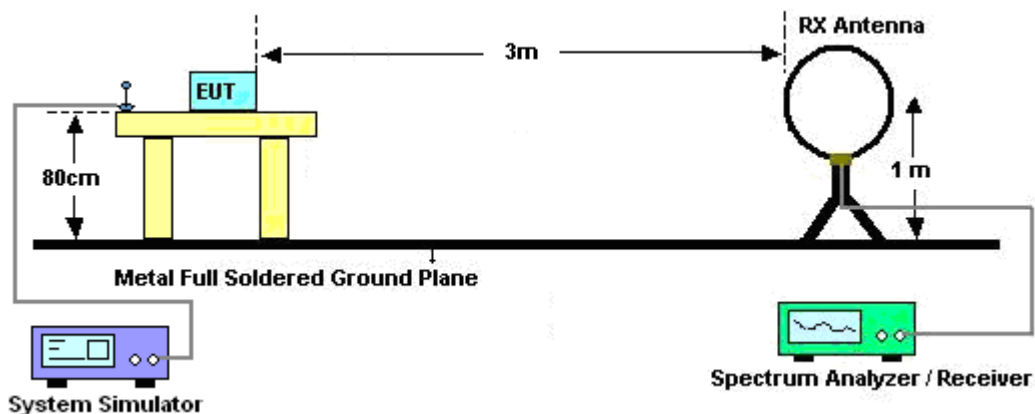 RX Antenna
3m
EUT
80cm
1 m
Metal Full Soldered Ground Plane
System Simulator
Spectrum Analyzer / Receiver